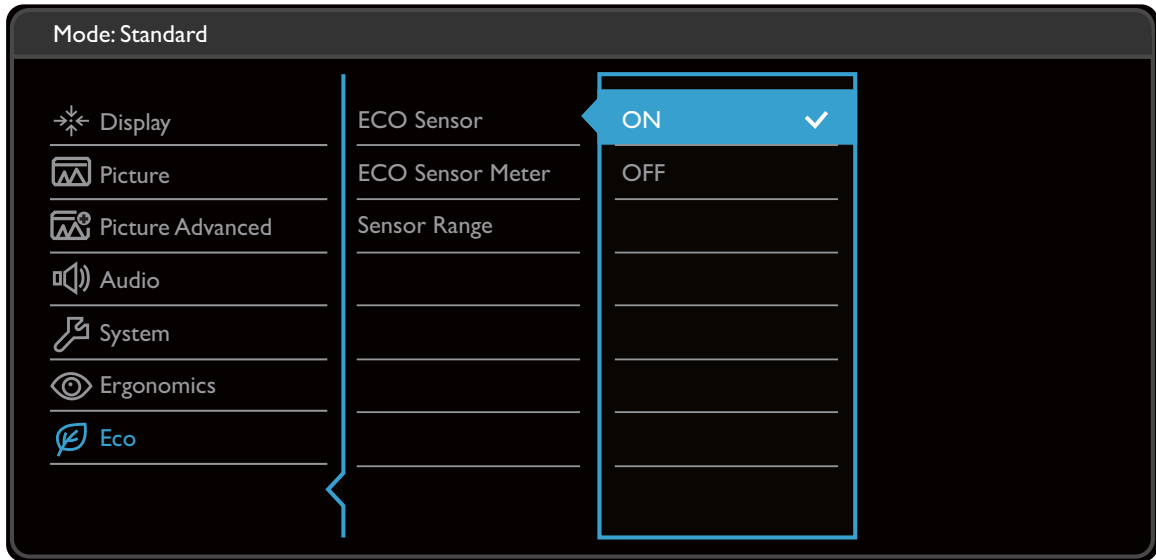 Mode: Standard
Display
Picture
Picture Advanced
Audio
System
Ergonomics
Eco
ECO Sensor
ECO Sensor Meter
Sensor Range
ON
OFF